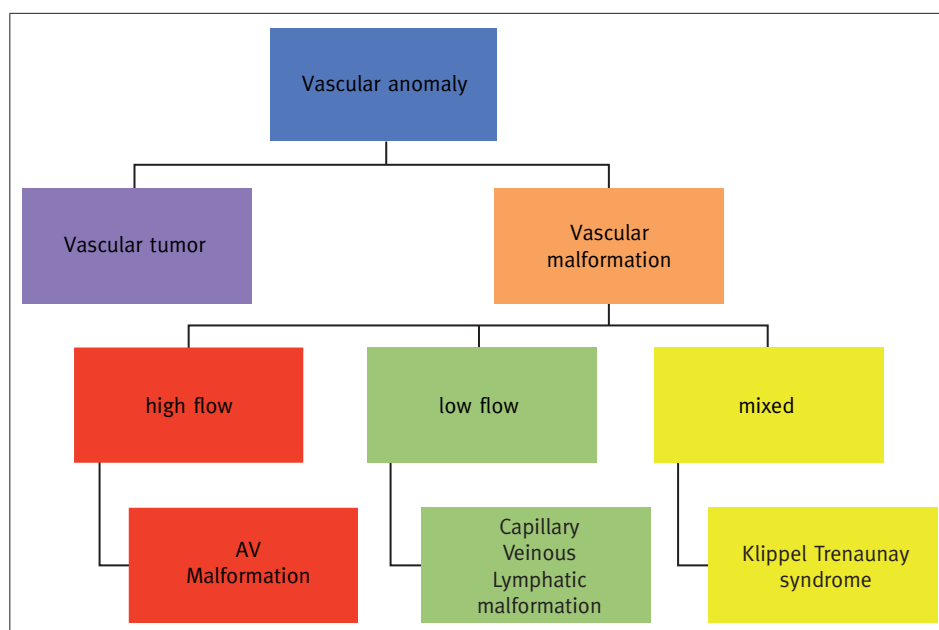 Vascular anomaly
Vascular tumor
Vascular
malformation
high flow
low flow
mixed
AV
Malformation
Capillary
Veinous
Lymphatic
malformation
Klippel Trenaunay
syndrome